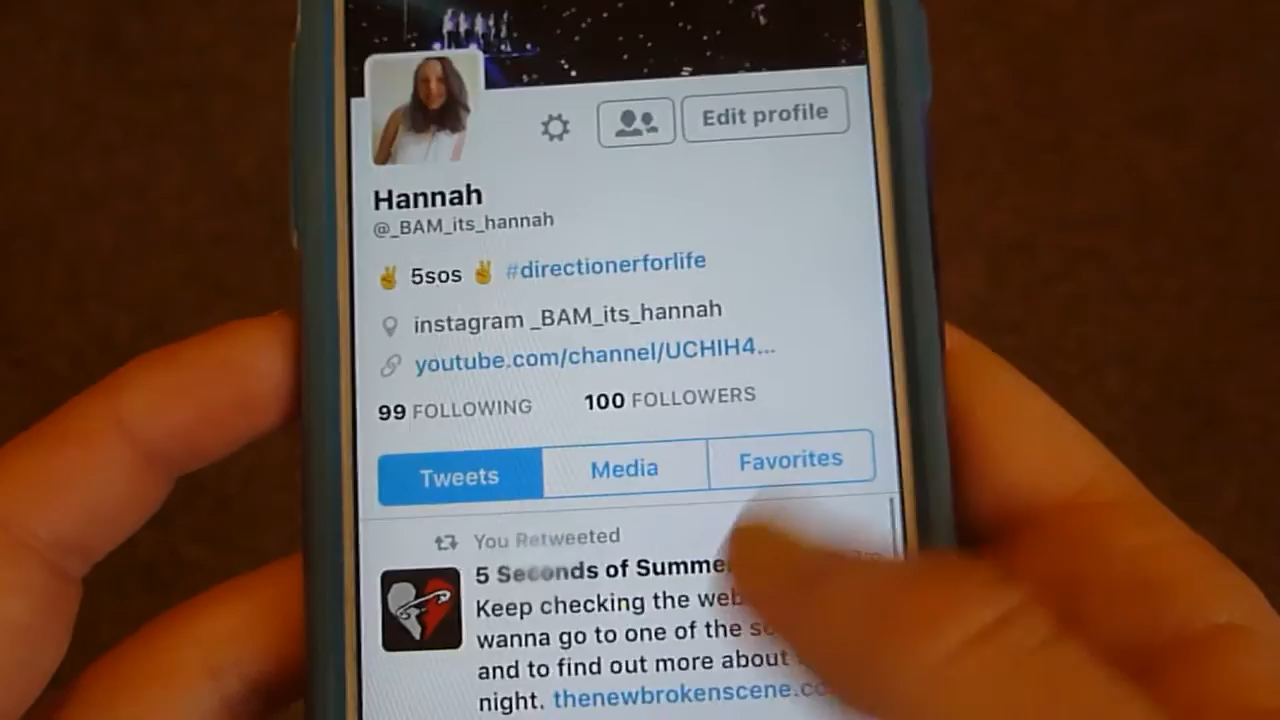 Edit profile
Hannah
@_BAM_its_hannah
✌ 5sos ✌ #directionerforlife
instagram _BAM_its_hannah
youtube.com/channel/UCHIH4...
99 FOLLOWING 100 FOLLOWERS
Tweets Media Favorites
You Retweeted
5 Seconds of
Keep checking the
wanna go to one of the
and to find out more about
night. thenewbrokenscene.co